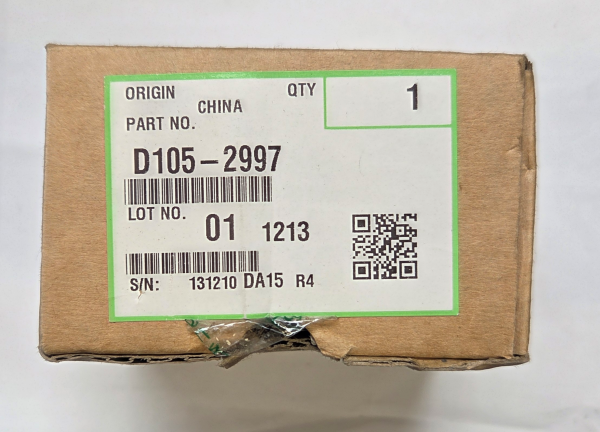 ORIGIN CHINA QTY 1
PART NO.
D105-2997
LOT NO. 01 1213
S/N: 131210 DA15 R4